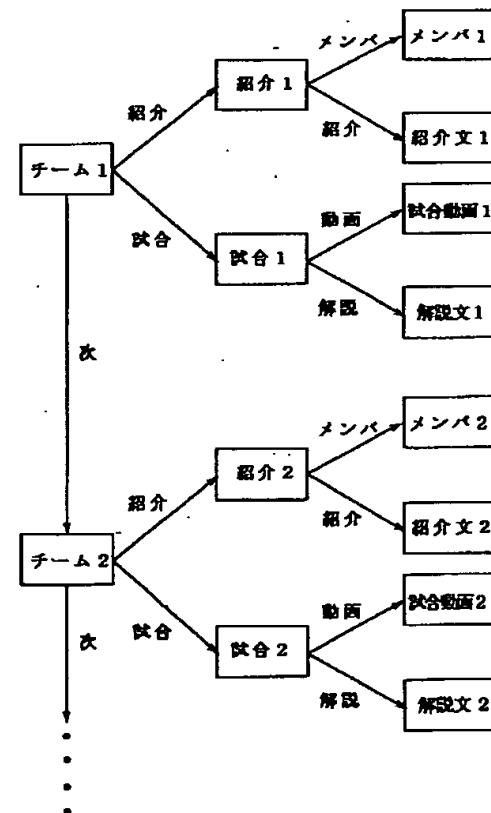 メンバ
メンバ1
紹介1
紹介
紹介
紹介文1
チーム1
試合
動画
試合動画1
試合1
解説
解説文1
次
メンバ
メンバ2
紹介2
紹介
紹介
紹介文2
チーム2
試合
動画
試合動画2
試合2
次
解説
解説文2